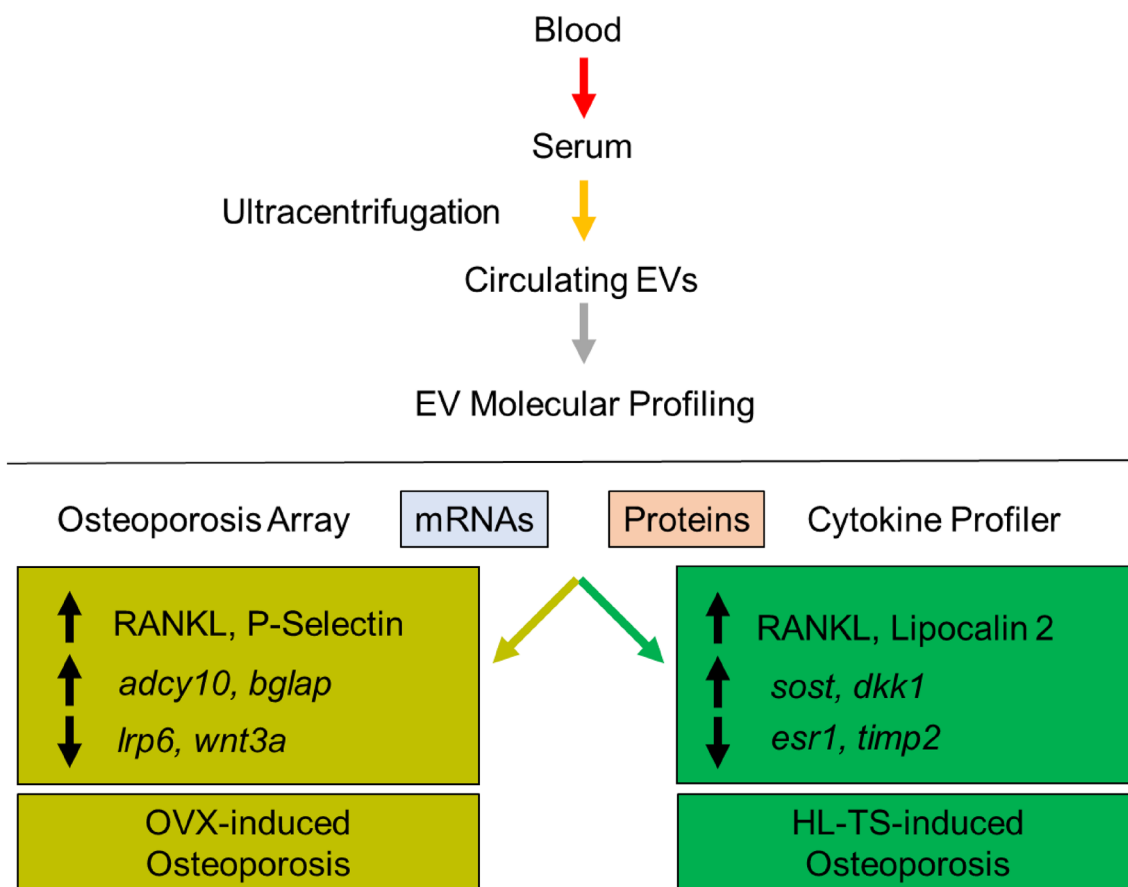 Blood
Serum
Ultracentrifugation
Circulating EVs
EV Molecular Profiling
Osteoporosis Array
mRNAs
Proteins
Cytokine Profiler
RANKL, P-Selectin
adcy10, bglap
lrp6, wnt3a
OVX-induced
Osteoporosis
RANKL, Lipocalin 2
sost, dkk1
esr1, timp2
HL-TS-induced
Osteoporosis